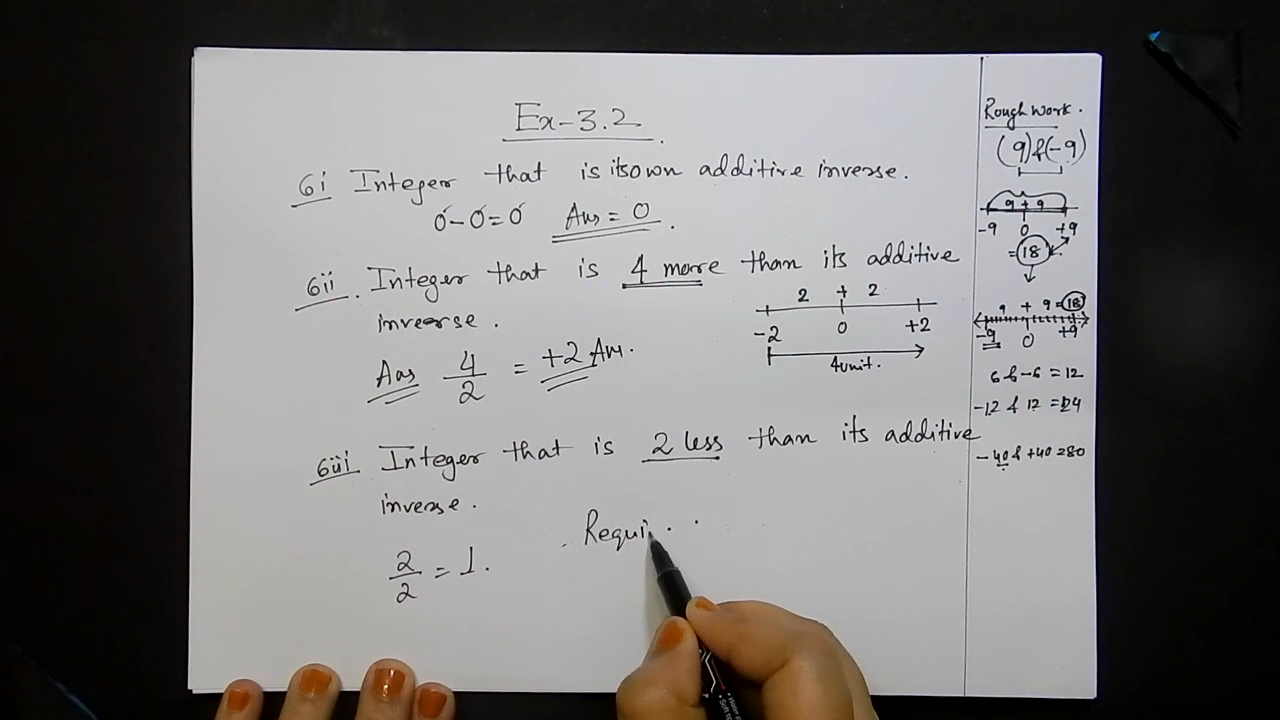 Ex-3.2
6i Integer that is its own additive inverse.
0-0=0 Ans = 0.
6ii. Integer that is 4 more than its additive
inverse.
Ans 4/2 = +2 Ans.
2 + 2
-2 0 +2
4 unit.
6iii Integer that is 2 less than its additive
inverse.
2/2 = 1.
Requi
Rough work.
(9)&(-9)
9 + 9
-9 0 +9
= 18
9 + 9 = 18
-9 0 +9
6 & -6 = 12
-12 & 12 = 24
-40 & +40 = 80